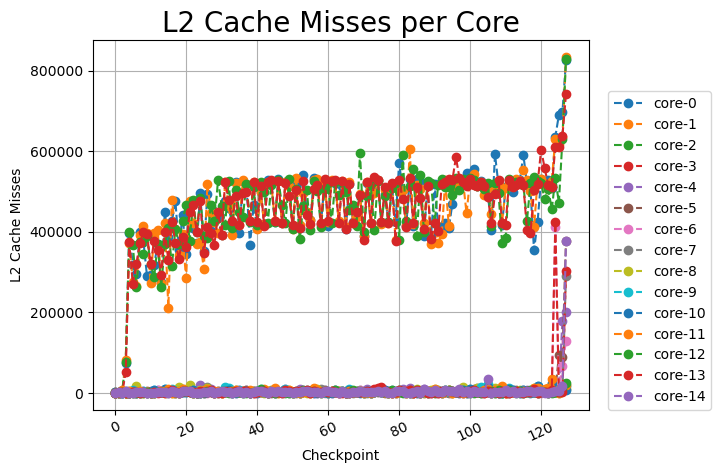 L2 Cache Misses per Core
L2 Cache Misses
800000
600000
400000
200000
0
0
20
40
60
80
100
120
Checkpoint
core-0
core-1
core-2
core-3
core-4
core-5
core-6
core-7
core-8
core-9
core-10
core-11
core-12
core-13
core-14